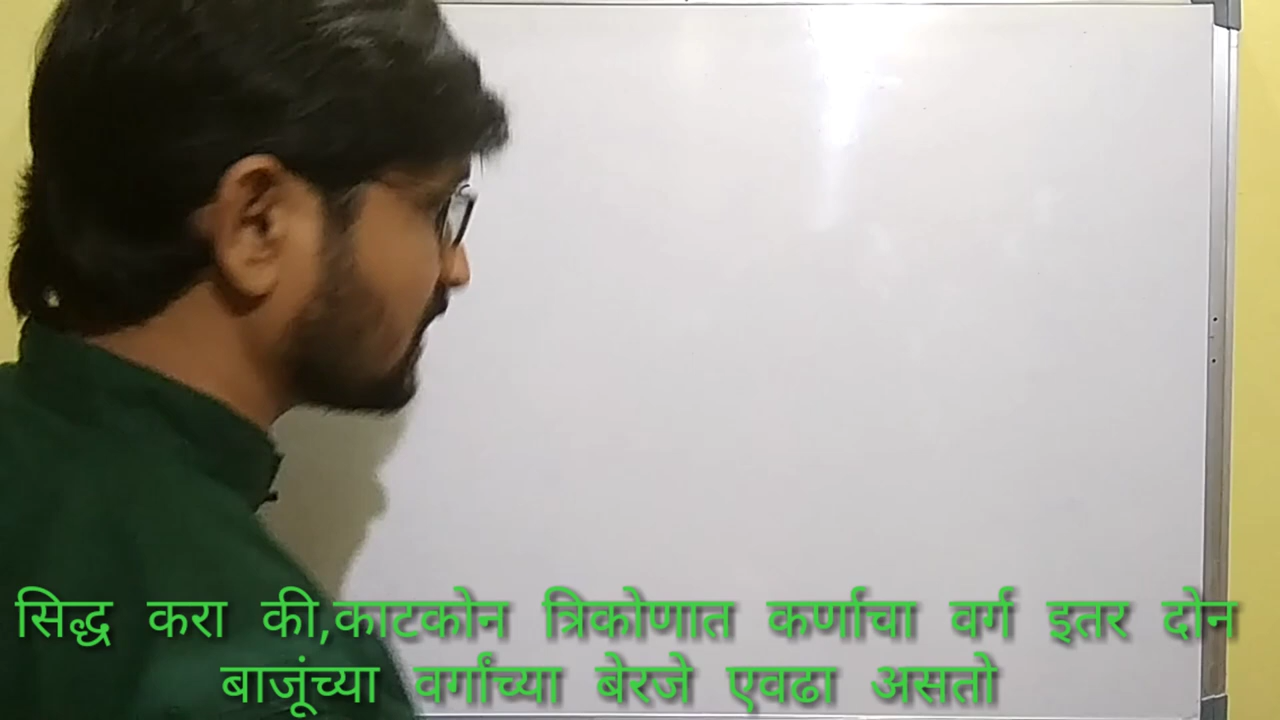 सिद्ध करा की,काटकोन त्रिकोणात कर्णाचा वर्ग इतर दोन
बाजूंच्या वर्गांच्या बेरजे एवढा असतो